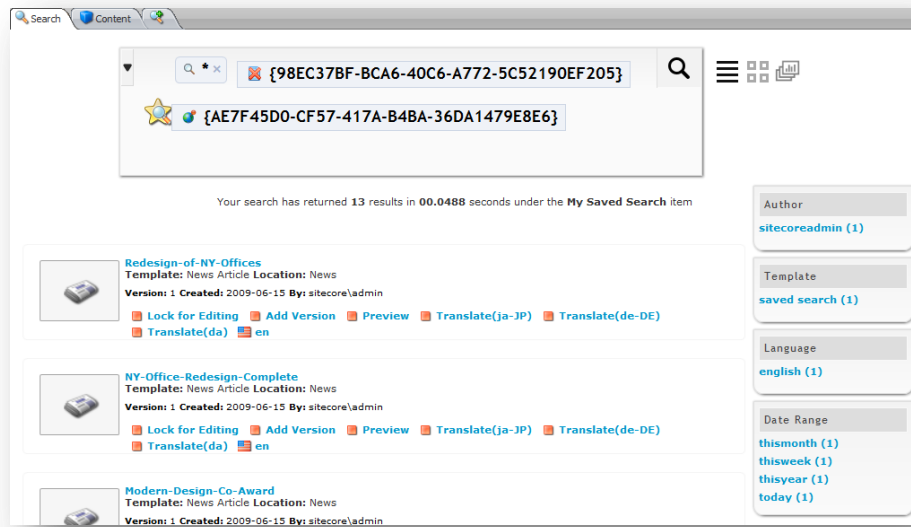 Search Content
* × {98EC37BF-BCA6-40C6-A772-5C52190EF205}
{AE7F45D0-CF57-417A-B4BA-36DA1479E8E6}
Your search has returned 13 results in 00.0488 seconds under the My Saved Search item
Redesign-of-NY-Offices
Template: News Article Location: News
Version: 1 Created: 2009-06-15 By: sitecore\admin
Lock for Editing Add Version Preview Translate(ja-JP) Translate(de-DE)
Translate(da) en
NY-Office-Redesign-Complete
Template: News Article Location: News
Version: 1 Created: 2009-06-15 By: sitecore\admin
Lock for Editing Add Version Preview Translate(ja-JP) Translate(de-DE)
Translate(da) en
Modern-Design-Co-Award
Template: News Article Location: News
Version: 1 Created: 2009-06-15 By: sitecore\admin
Author
sitecoreadmin (1)
Template
saved search (1)
Language
english (1)
Date Range
thismonth (1)
thisweek (1)
thisyear (1)
today (1)